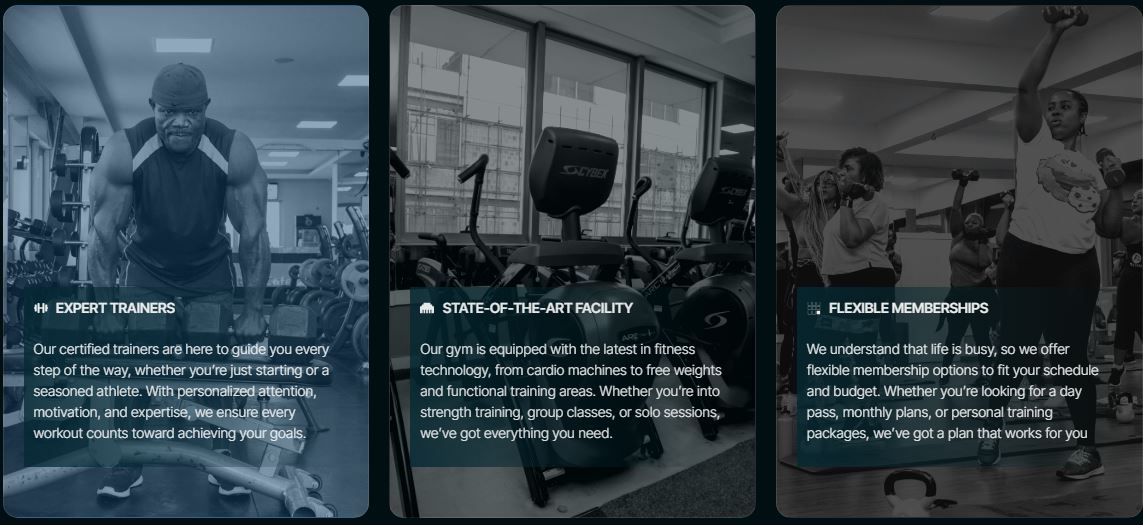 EXPERT TRAINERS
Our certified trainers are here to guide you every
step of the way, whether you’re just starting or a
seasoned athlete. With personalized attention,
motivation, and expertise, we ensure every
workout counts toward achieving your goals.
CYBEX
STATE-OF-THE-ART FACILITY
Our gym is equipped with the latest in fitness
technology, from cardio machines to free weights
and functional training areas. Whether you’re into
strength training, group classes, or solo sessions,
we’ve got everything you need.
FLEXIBLE MEMBERSHIPS
We understand that life is busy, so we offer
flexible membership options to fit your schedule
and budget. Whether you’re looking for a day
pass, monthly plans, or personal training
packages, we’ve got a plan that works for you